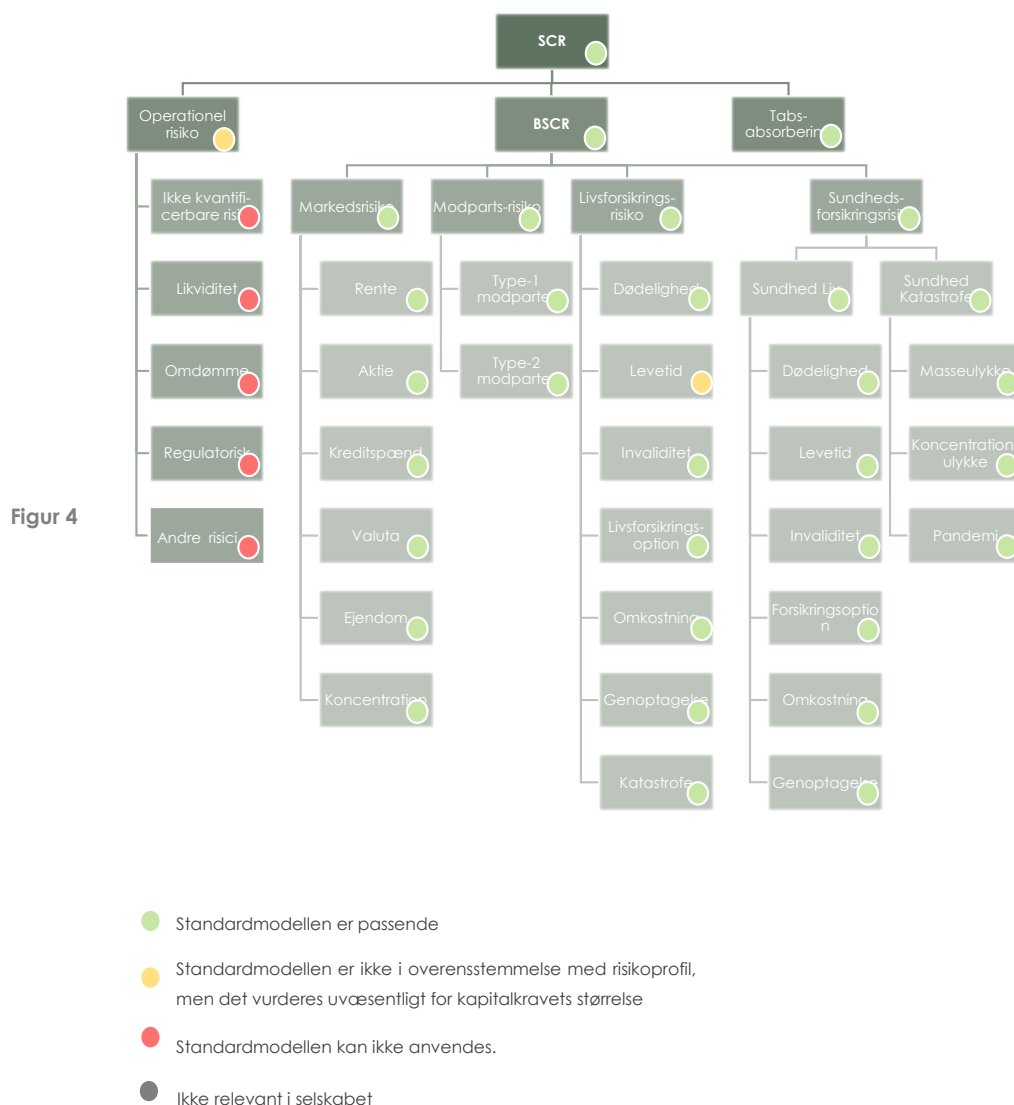 SCR
Operationel
risiko
BSCR
Tabs-
absorbering
Ikke kvantifi-
cerbare risi
Markedsrisiko
Modparts-risiko
Livsforsikrings-
risiko
Sundheds-
forsikringsrisi
Likviditet
Rente
Type-1
modparte
Dødelighed
Sundhed Liv
Sundhed
Katastrofe
Omdømme
Aktie
Type-2
modparte
Levetid
Dødelighed
Masseulykke
Regulatorisk
Kreditspænd
Invaliditet
Levetid
Koncentration
ulykke
Figur 4
Andre risici
Valuta
Livsforsikrings-
option
Invaliditet
Pandemi
Ejendom
Omkostning
Forsikringsoptio
n
Koncentration
Genoptagelse
Omkostning
Katastrofe
Genoptagelse
Standardmodellen er passende
Standardmodellen er ikke i overensstemmelse med risikoprofil,
men det vurderes uvæsentligt for kapitalkravets størrelse
Standardmodellen kan ikke anvendes.
Ikke relevant i selskabet